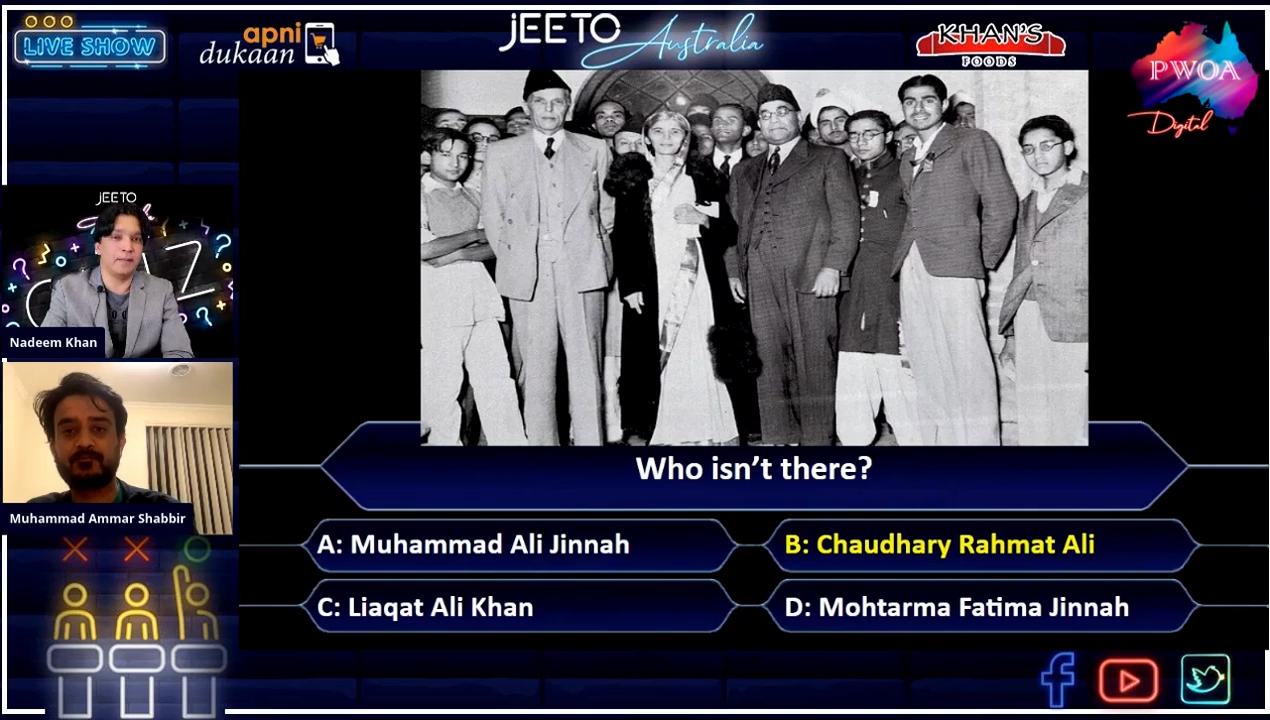 LIVE SHOW
apni
dukaan
JEETO
Australia
KHAN'S
FOODS
PWOA
Digital
JEETO
Nadeem Khan
Muhammad Ammar Shabbir
Who isn't there?
A: Muhammad Ali Jinnah
B: Chaudhary Rahmat Ali
C: Liaqat Ali Khan
D: Mohtarma Fatima Jinnah